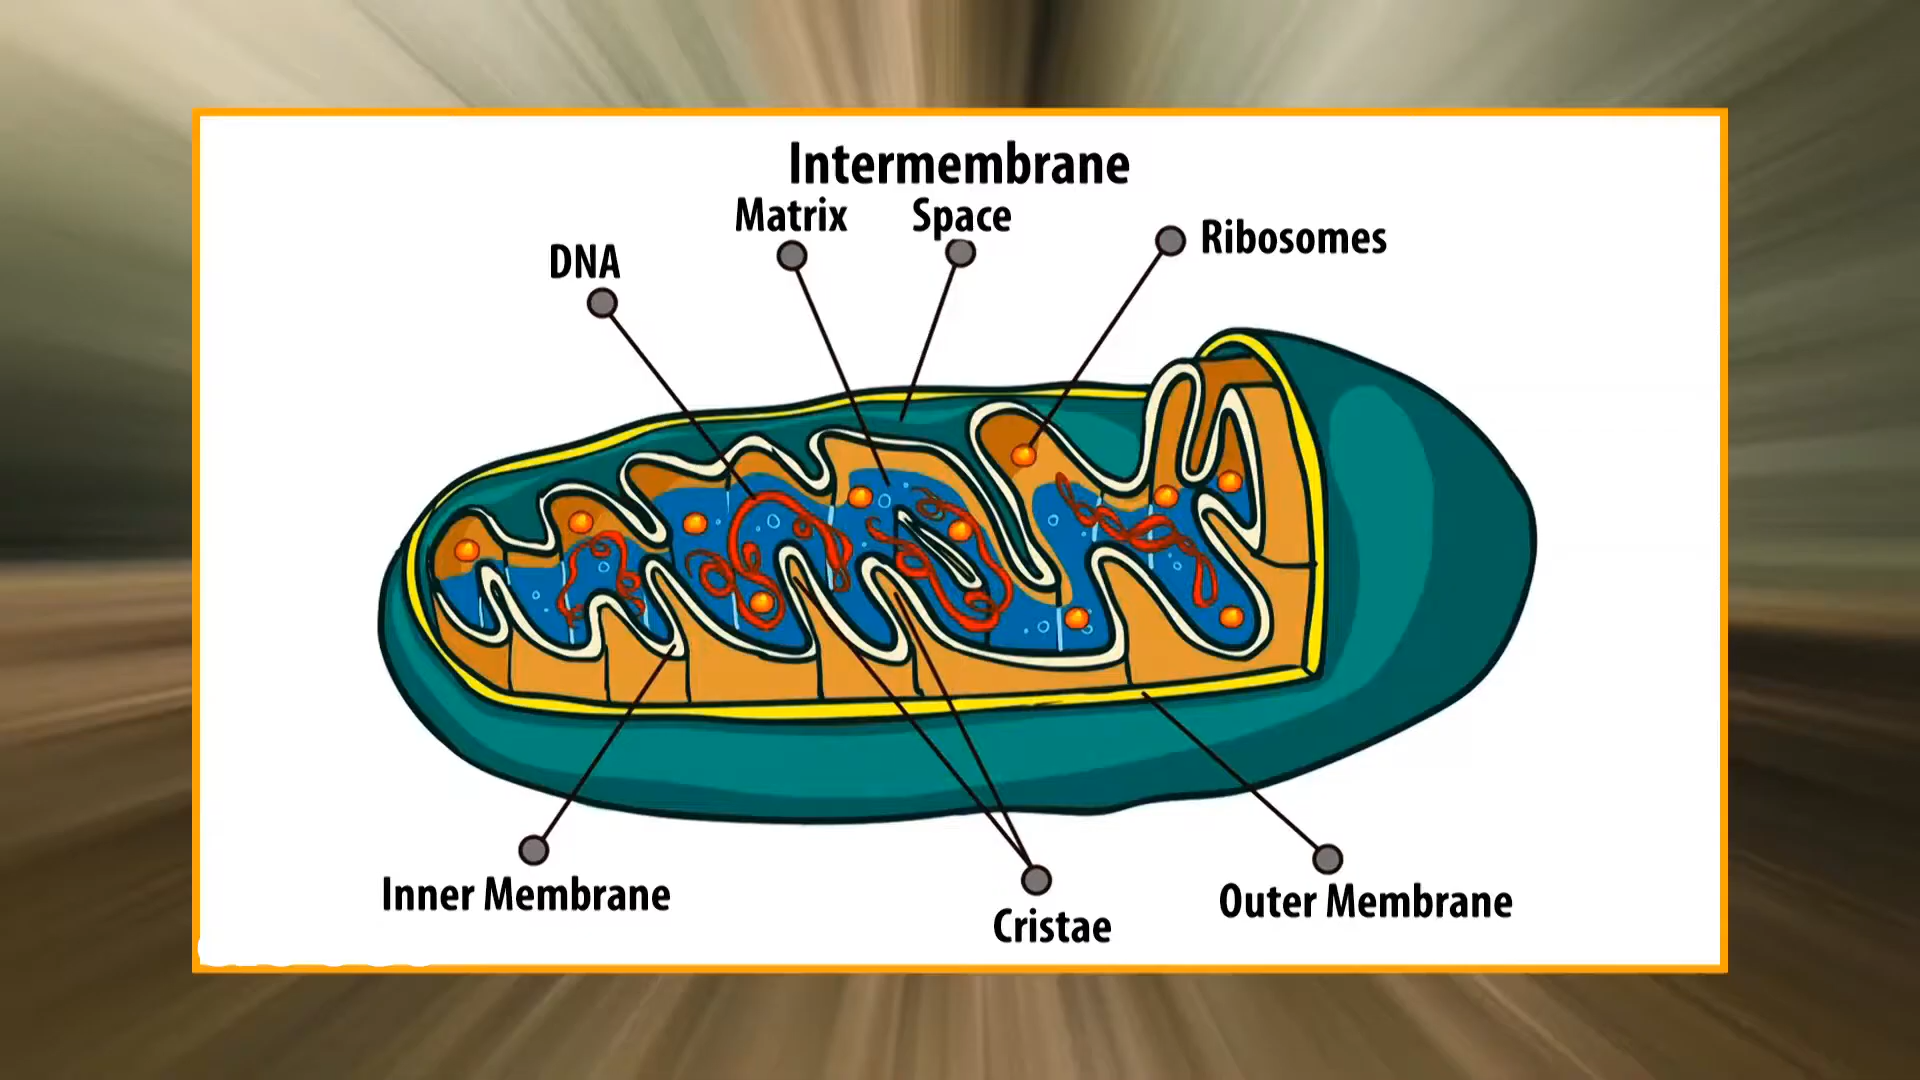 Intermembrane
Matrix
Space
DNA
Ribosomes
Inner Membrane
Cristae
Outer Membrane